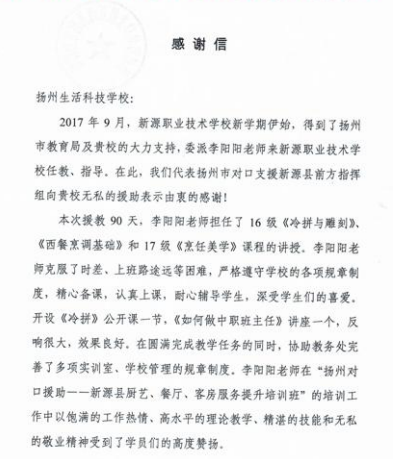 感谢信
扬州生活科技学校：
2017 年 9 月，新源职业技术学校新学期伊始，得到了扬州
市教育局及贵校的大力支持，委派李阳阳老师来新源职业技术学
校任教、指导。在此，我们代表扬州市对口支援新源县前方指挥
组向贵校无私的援助表示由衷的感谢！
本次援教 90 天，李阳阳老师担任了 16 级《冷拼与雕刻》、
《西餐烹调基础》和 17 级《烹饪美学》课程的讲授。李阳阳老
师克服了时差、上班路途远等困难，严格遵守学校的各项规章制
度，精心备课，认真上课，耐心辅导学生，深受学生们的喜爱。
开设《冷拼》公开课一节，《如何做中职班主任》讲座一个，反
响很大，效果良好。在圆满完成教学任务的同时，协助教务处完
善了多项实训室、学校管理的规章制度。李阳阳老师在“扬州对
口援助——新源县厨艺、餐厅、客房服务提升培训班”的培训工
作中以饱满的工作热情、高水平的理论教学、精湛的技能和无私
的敬业精神受到了学员们的高度赞扬。